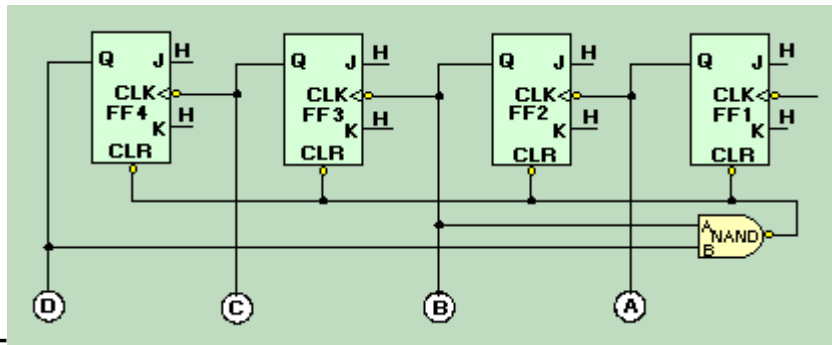 Q J H Q J H Q J H Q J H
CLK CLK CLK CLK
FF4 FF3 FF2 FF1
K H K H K H K H
CLR CLR CLR CLR
A NAND
B
D C B A